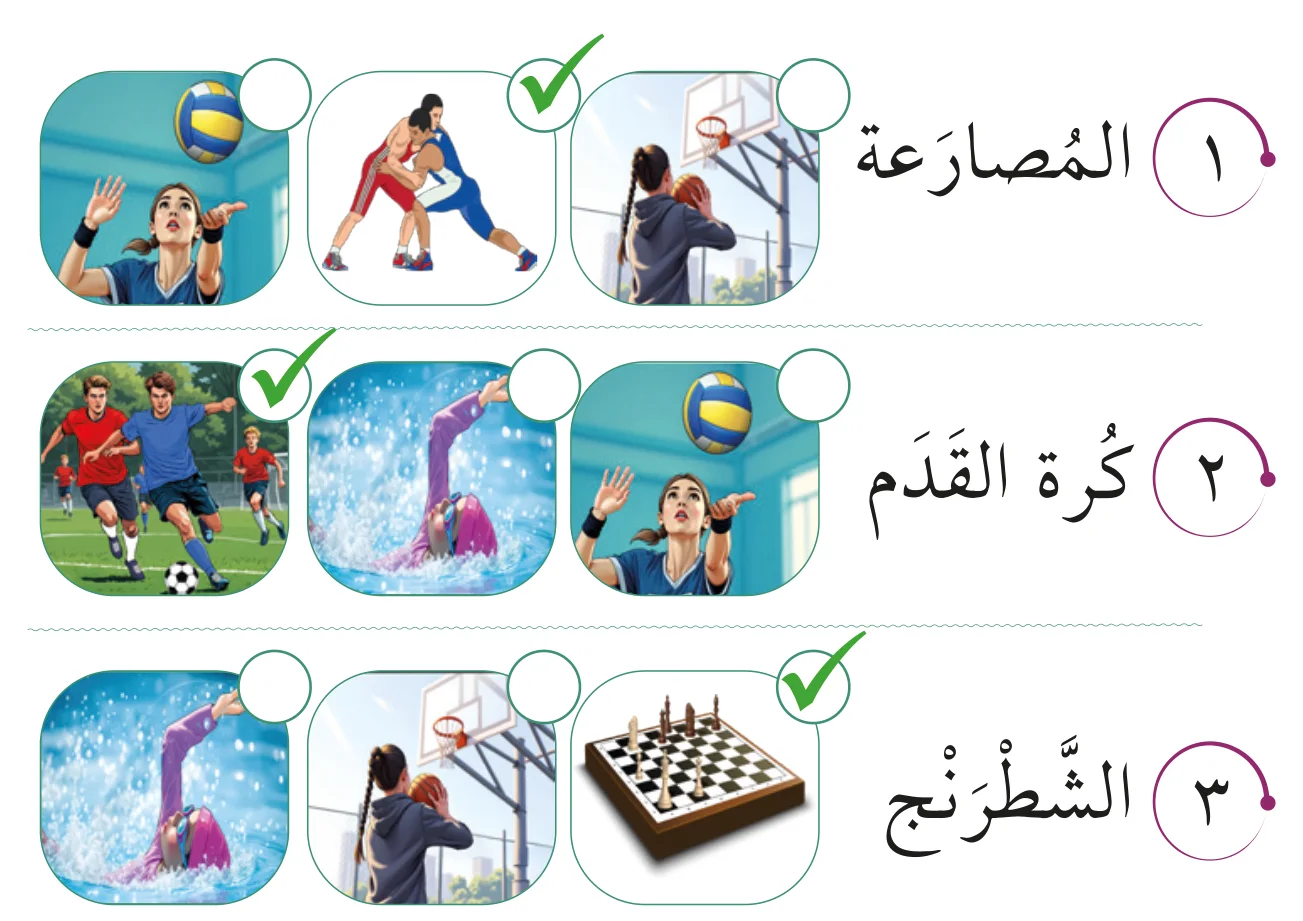 ١ المُصارَعة
٢ كُرة القَدَم
٣ الشَّطْرَنْج